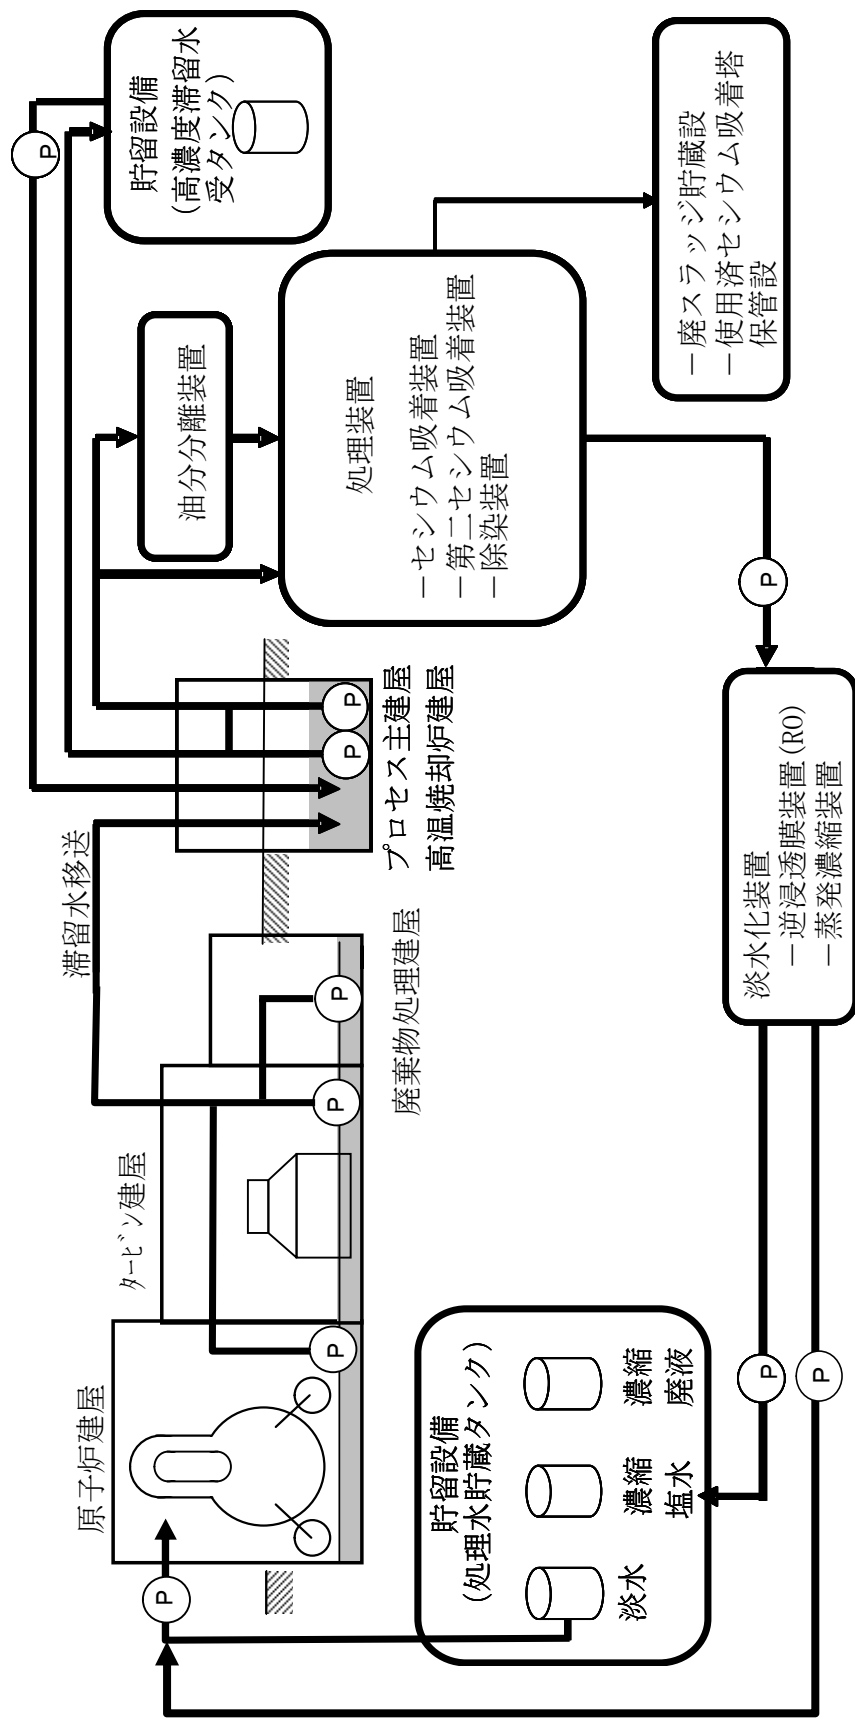 原子炉建屋
タービン建屋
滞留水移送
廃棄物処理建屋
プロセス主建屋
高温焼却炉建屋
油分分離装置
貯留設備
(高濃度滞留水
受タンク)
処理装置
－セシウム吸着装置
－第二セシウム吸着装置
－除染装置
－廃スラッジ貯蔵設
－使用済セシウム吸着塔
保管設
淡水化装置
－逆浸透膜装置(RO)
－蒸発濃縮装置
貯留設備
(処理水貯蔵タンク)
淡水
濃縮
塩水
濃縮
廃液
P
P
P
P
P
P
P
P
P
P